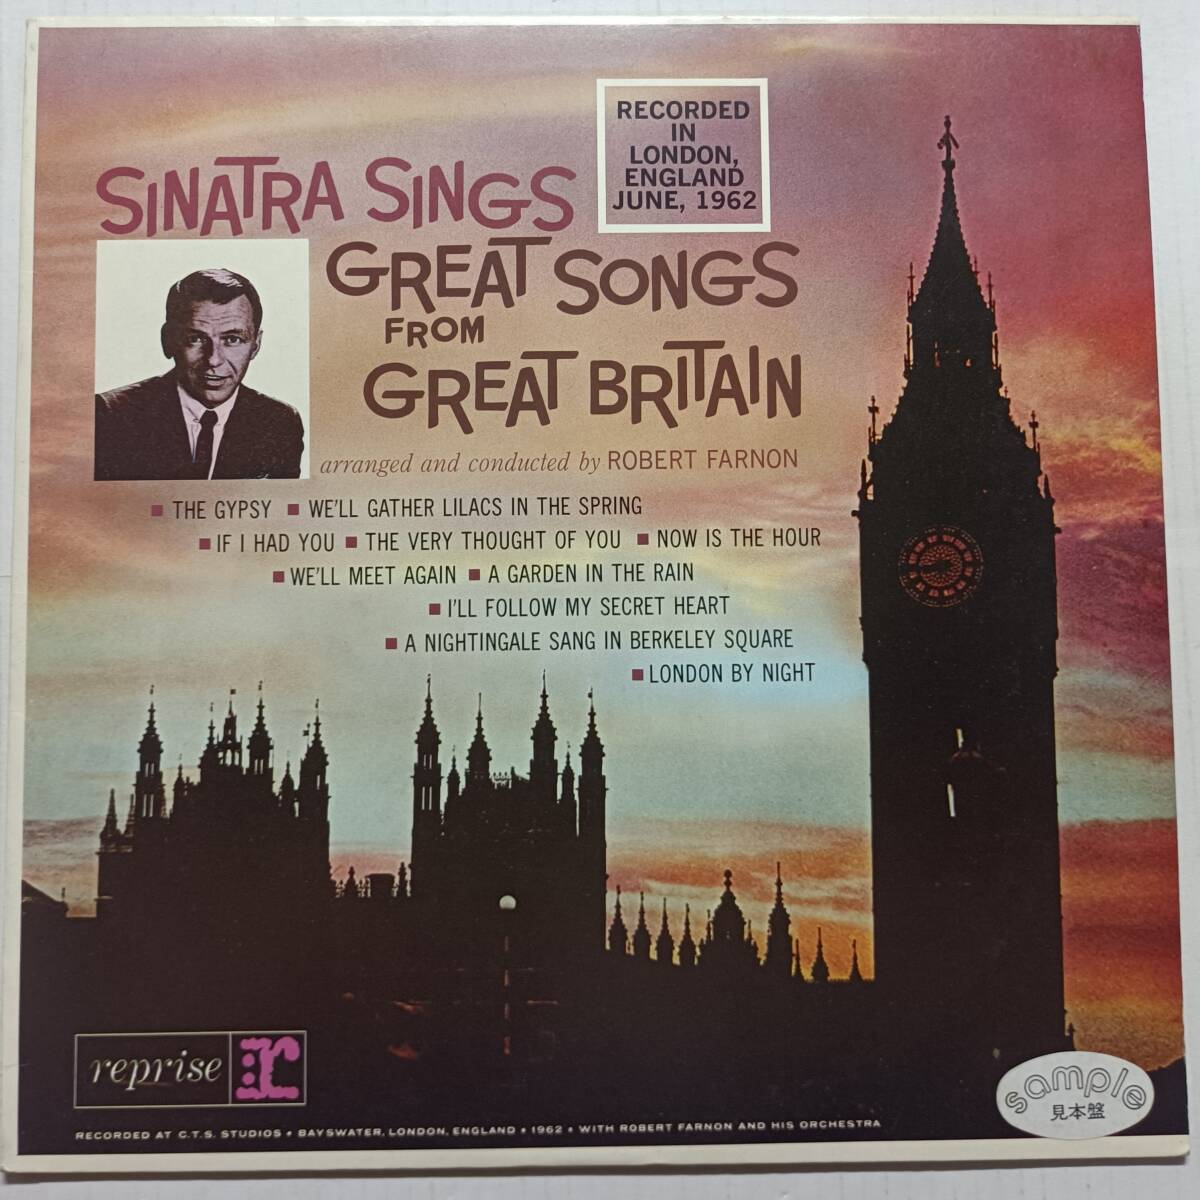 RECORDED
IN
LONDON,
ENGLAND
JUNE, 1962
SINATRA SINGS
GREAT SONGS
FROM
GREAT BRITAIN
arranged and conducted by ROBERT FARNON
■ THE GYPSY ■ WE'LL GATHER LILACS IN THE SPRING
■ IF I HAD YOU ■ THE VERY THOUGHT OF YOU ■ NOW IS THE HOUR
■ WE'LL MEET AGAIN ■ A GARDEN IN THE RAIN
■ I'LL FOLLOW MY SECRET HEART
■ A NIGHTINGALE SANG IN BERKELEY SQUARE
■ LONDON BY NIGHT
reprise r
sample
見本盤
RECORDED AT C.T.S. STUDIOS • BAYSWATER, LONDON, ENGLAND • 1962 • WITH ROBERT FARNON AND HIS ORCHESTRA